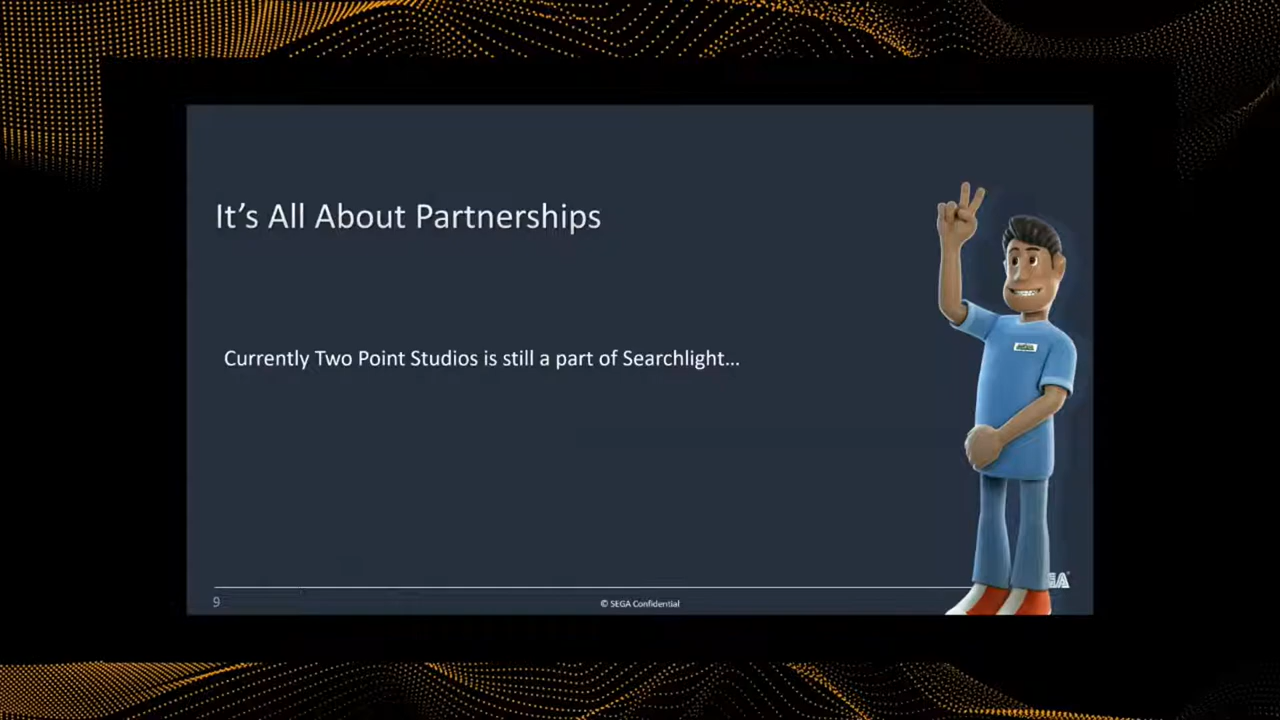 It's All About Partnerships
Currently Two Point Studios is still a part of Searchlight...
9
© SEGA Confidential